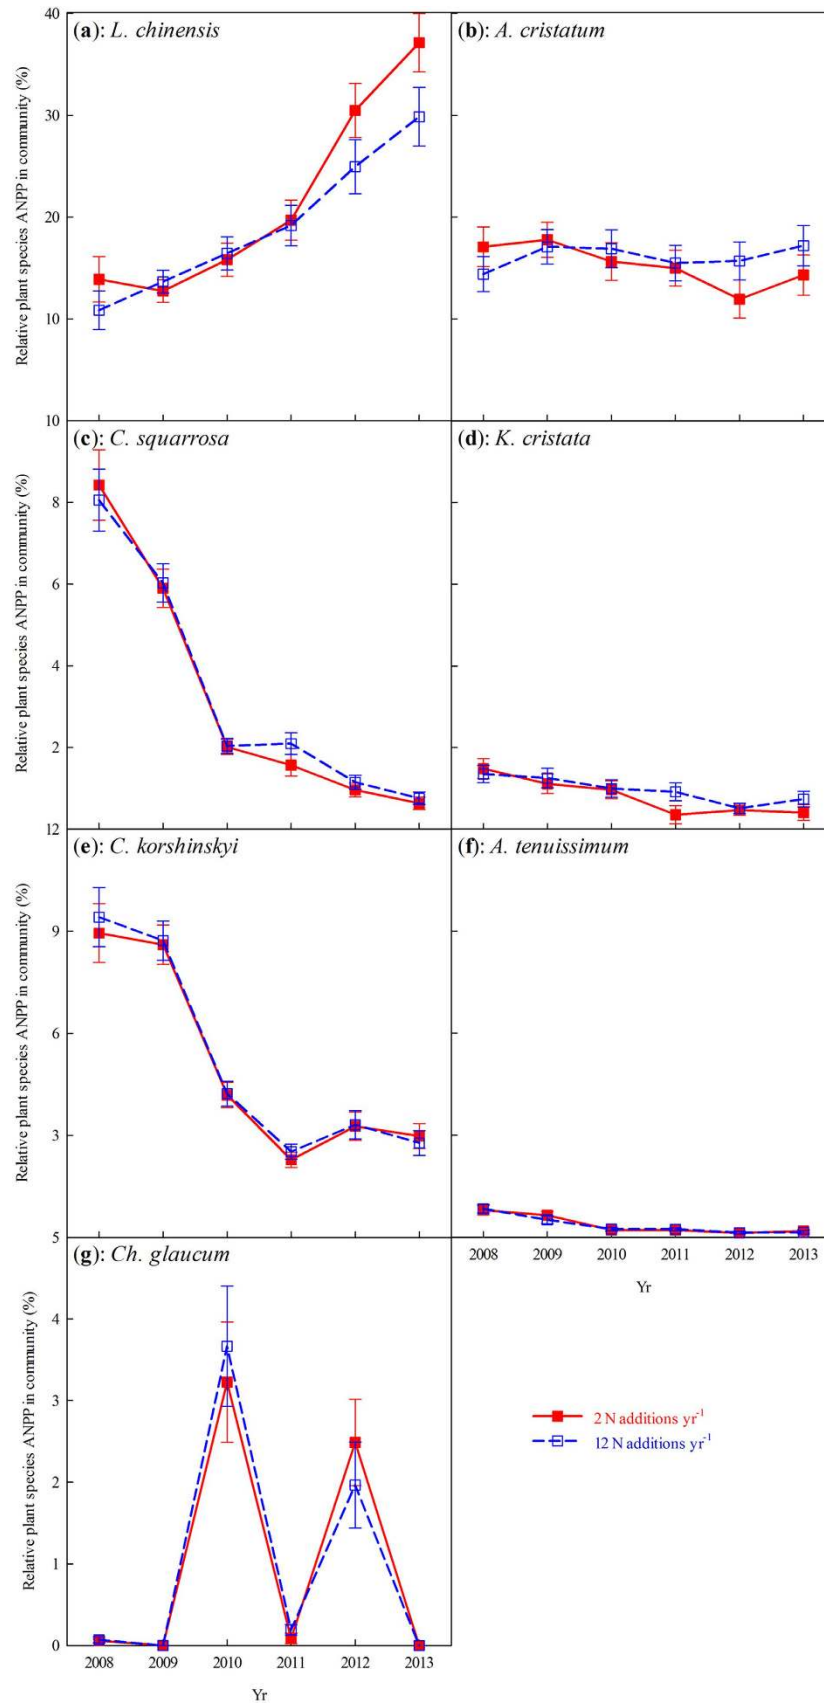 (a): L. chinensis
(b): A. cristatum
Relative plant species ANPP in community (%)
40
30
20
10
10
(c): C. squarrosa
(d): K. cristata
Relative plant species ANPP in community (%)
8
6
4
2
12
(e): C. korshinskyi
(f): A. tenuissimum
Relative plant species ANPP in community (%)
9
6
3
5
2008 2009 2010 2011 2012 2013
Yr
(g): Ch. glaucum
Relative plant species ANPP in community (%)
4
3
2
1
0
2 N additions yr-1
12 N additions yr-1
2008 2009 2010 2011 2012 2013
Yr